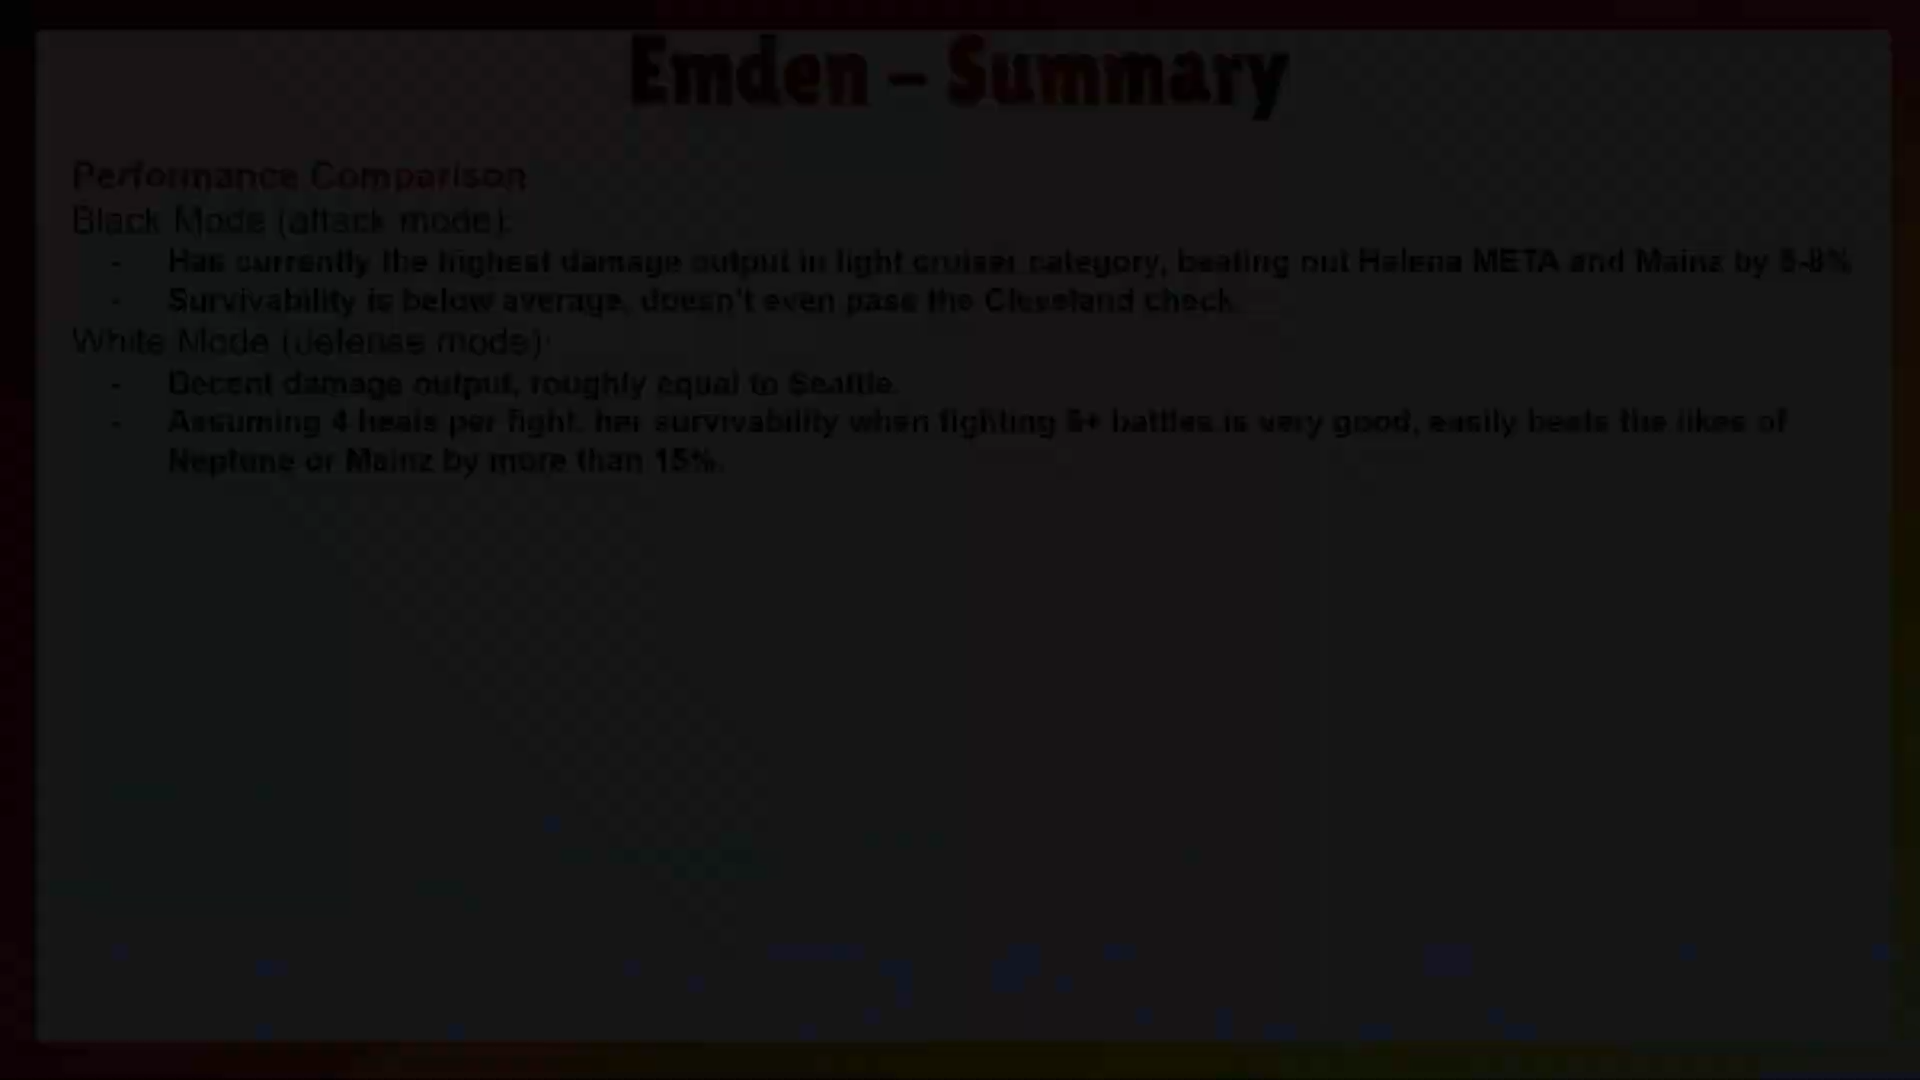 Emden – Summary
Performance Comparison
Black Mode (attack mode):
- Has currently the highest damage output in light cruiser category, beating out Helena META and Mainz by
- Survivability is below average, doesn't even pass the Cleveland check.
White Mode (defense mode):
- Decent damage output, roughly equal to Seattle.
- Assuming 4 heals per fight, her survivability when fighting battles is very good, easily beats the likes of
Neptune or Mainz by more than 15%.